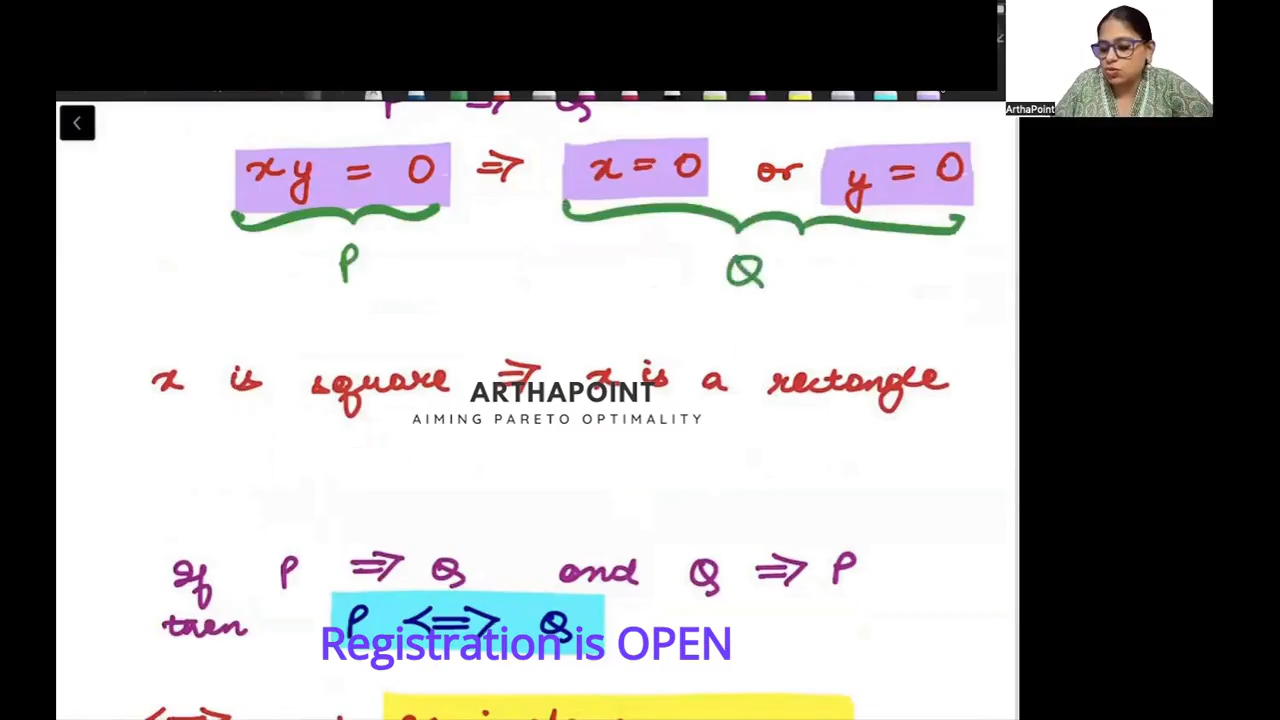 ArthaPoint
P ⇒ Q
xy = 0 ⇒ x = 0 or y = 0
P Q
x is square ⇒ x is a rectangle
ARTHAPOINT
AIMING PARETO OPTIMALITY
If P ⇒ Q and Q ⇒ P
then P <=> Q
Registration is OPEN
<=>